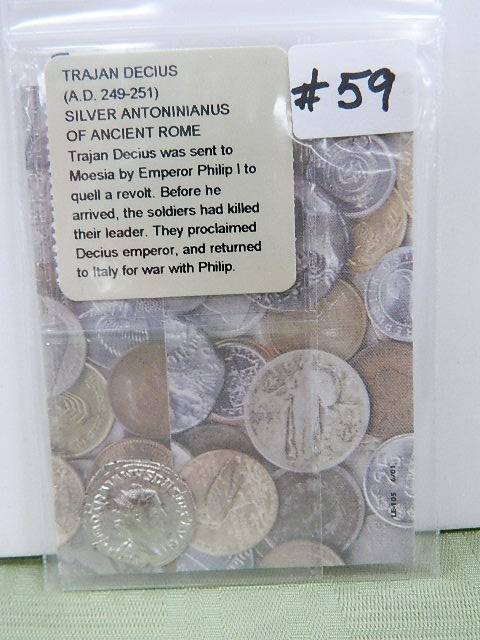 TRAJAN DECIUS
(A.D. 249-251)
SILVER ANTONINIANUS
OF ANCIENT ROME
Trajan Decius was sent to
Moesia by Emperor Philip I to
quell a revolt. Before he
arrived, the soldiers had killed
their leader. They proclaimed
Decius emperor, and returned
to Italy for war with Philip.
#59